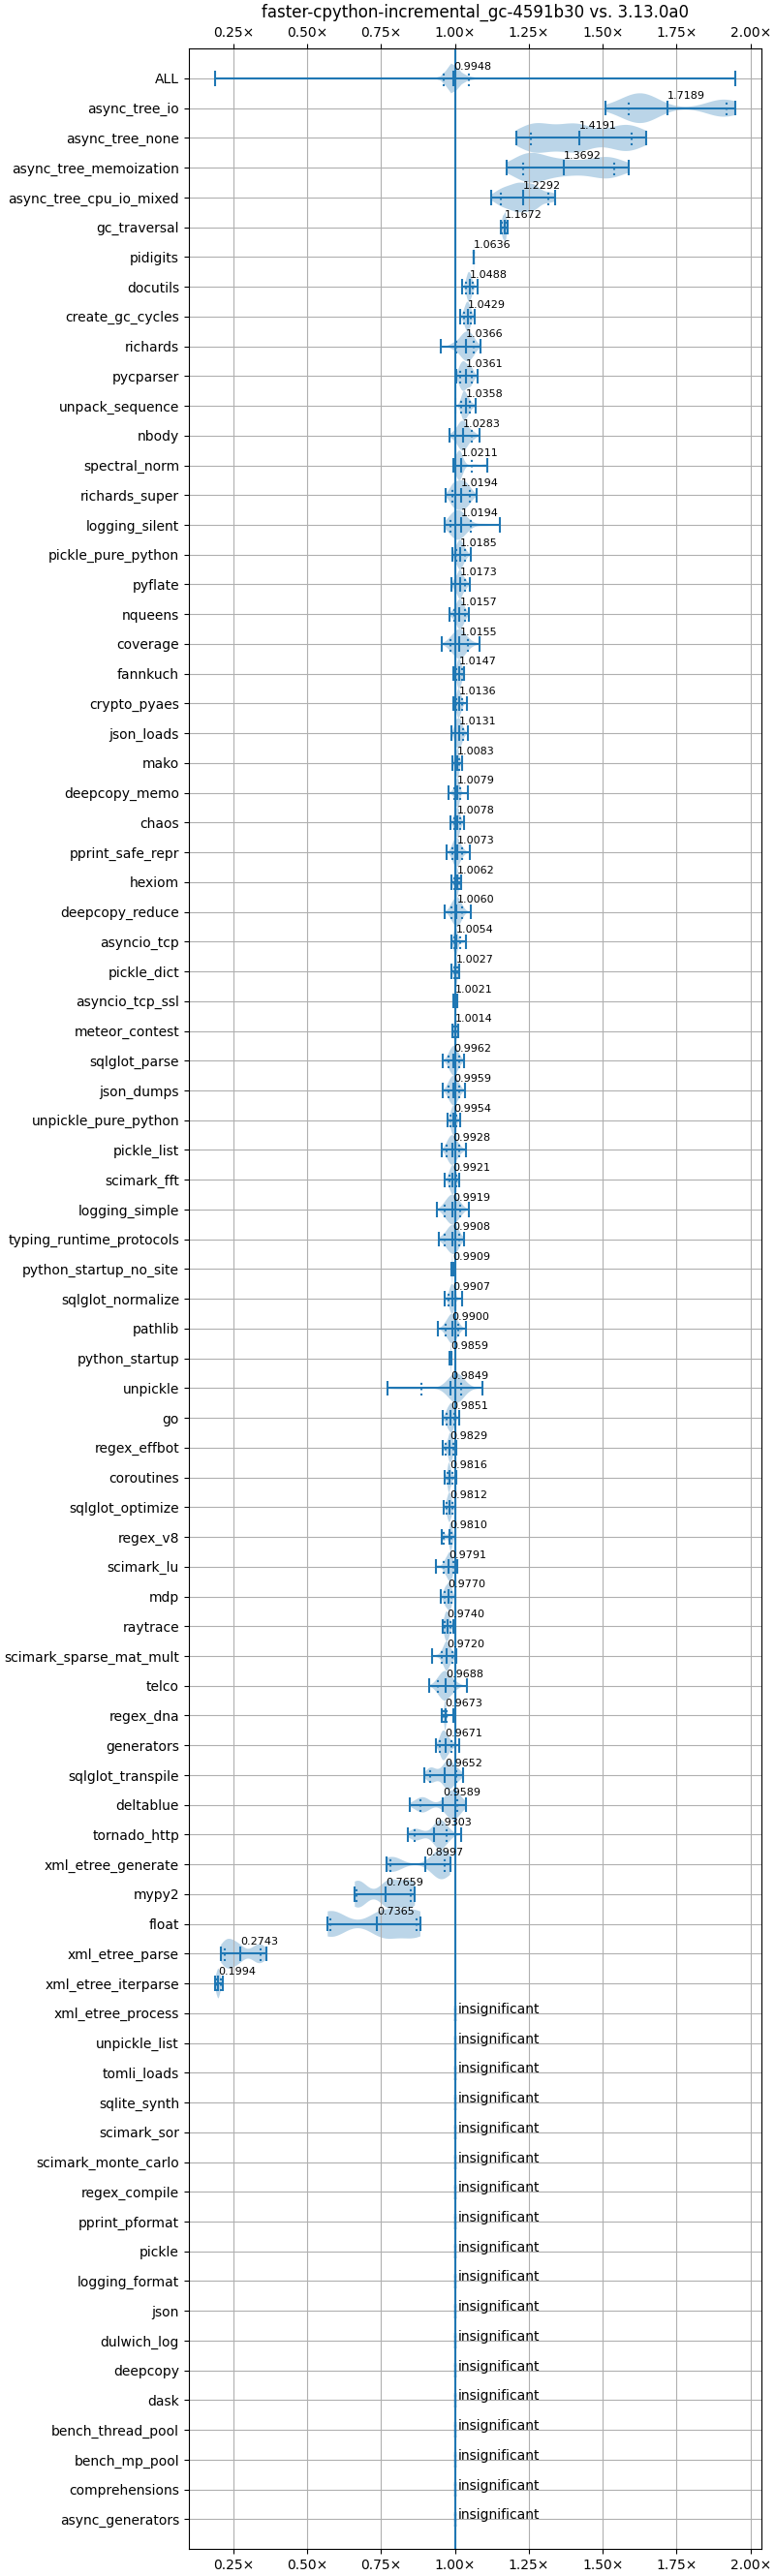 faster-cpython-incremental_gc-4591b30 vs. 3.13.0a0
0.25× 0.50× 0.75× 1.00× 1.25× 1.50× 1.75× 2.00×
ALL 0.9948
async_tree_io 1.7189
async_tree_none 1.4191
async_tree_memoization 1.3692
async_tree_cpu_io_mixed 1.2292
gc_traversal 1.1672
pidigits 1.0636
docutils 1.0488
create_gc_cycles 1.0429
richards 1.0366
pycparser 1.0361
unpack_sequence 1.0358
nbody 1.0283
spectral_norm 1.0211
richards_super 1.0194
logging_silent 1.0194
pickle_pure_python 1.0185
pyflate 1.0173
nqueens 1.0157
coverage 1.0155
fannkuch 1.0147
crypto_pyaes 1.0136
json_loads 1.0131
mako 1.0083
deepcopy_memo 1.0079
chaos 1.0078
pprint_safe_repr 1.0073
hexiom 1.0062
deepcopy_reduce 1.0060
asyncio_tcp 1.0054
pickle_dict 1.0027
asyncio_tcp_ssl 1.0021
meteor_contest 1.0014
sqlglot_parse 0.9962
json_dumps 0.9959
unpickle_pure_python 0.9954
pickle_list 0.9928
scimark_fft 0.9921
logging_simple 0.9919
typing_runtime_protocols 0.9908
python_startup_no_site 0.9909
sqlglot_normalize 0.9907
pathlib 0.9900
python_startup 0.9859
unpickle 0.9849
go 0.9851
regex_effbot 0.9829
coroutines 0.9816
sqlglot_optimize 0.9812
regex_v8 0.9810
scimark_lu 0.9791
mdp 0.9770
raytrace 0.9740
scimark_sparse_mat_mult 0.9720
telco 0.9688
regex_dna 0.9673
generators 0.9671
sqlglot_transpile 0.9652
deltablue 0.9589
tornado_http 0.9303
xml_etree_generate 0.8997
mypy2 0.7659
float 0.7365
xml_etree_parse 0.2743
xml_etree_iterparse 0.1994
xml_etree_process insignificant
unpickle_list insignificant
tomli_loads insignificant
sqlite_synth insignificant
scimark_sor insignificant
scimark_monte_carlo insignificant
regex_compile insignificant
pprint_pformat insignificant
pickle insignificant
logging_format insignificant
json insignificant
dulwich_log insignificant
deepcopy insignificant
dask insignificant
bench_thread_pool insignificant
bench_mp_pool insignificant
comprehensions insignificant
async_generators insignificant
0.25× 0.50× 0.75× 1.00× 1.25× 1.50× 1.75× 2.00×